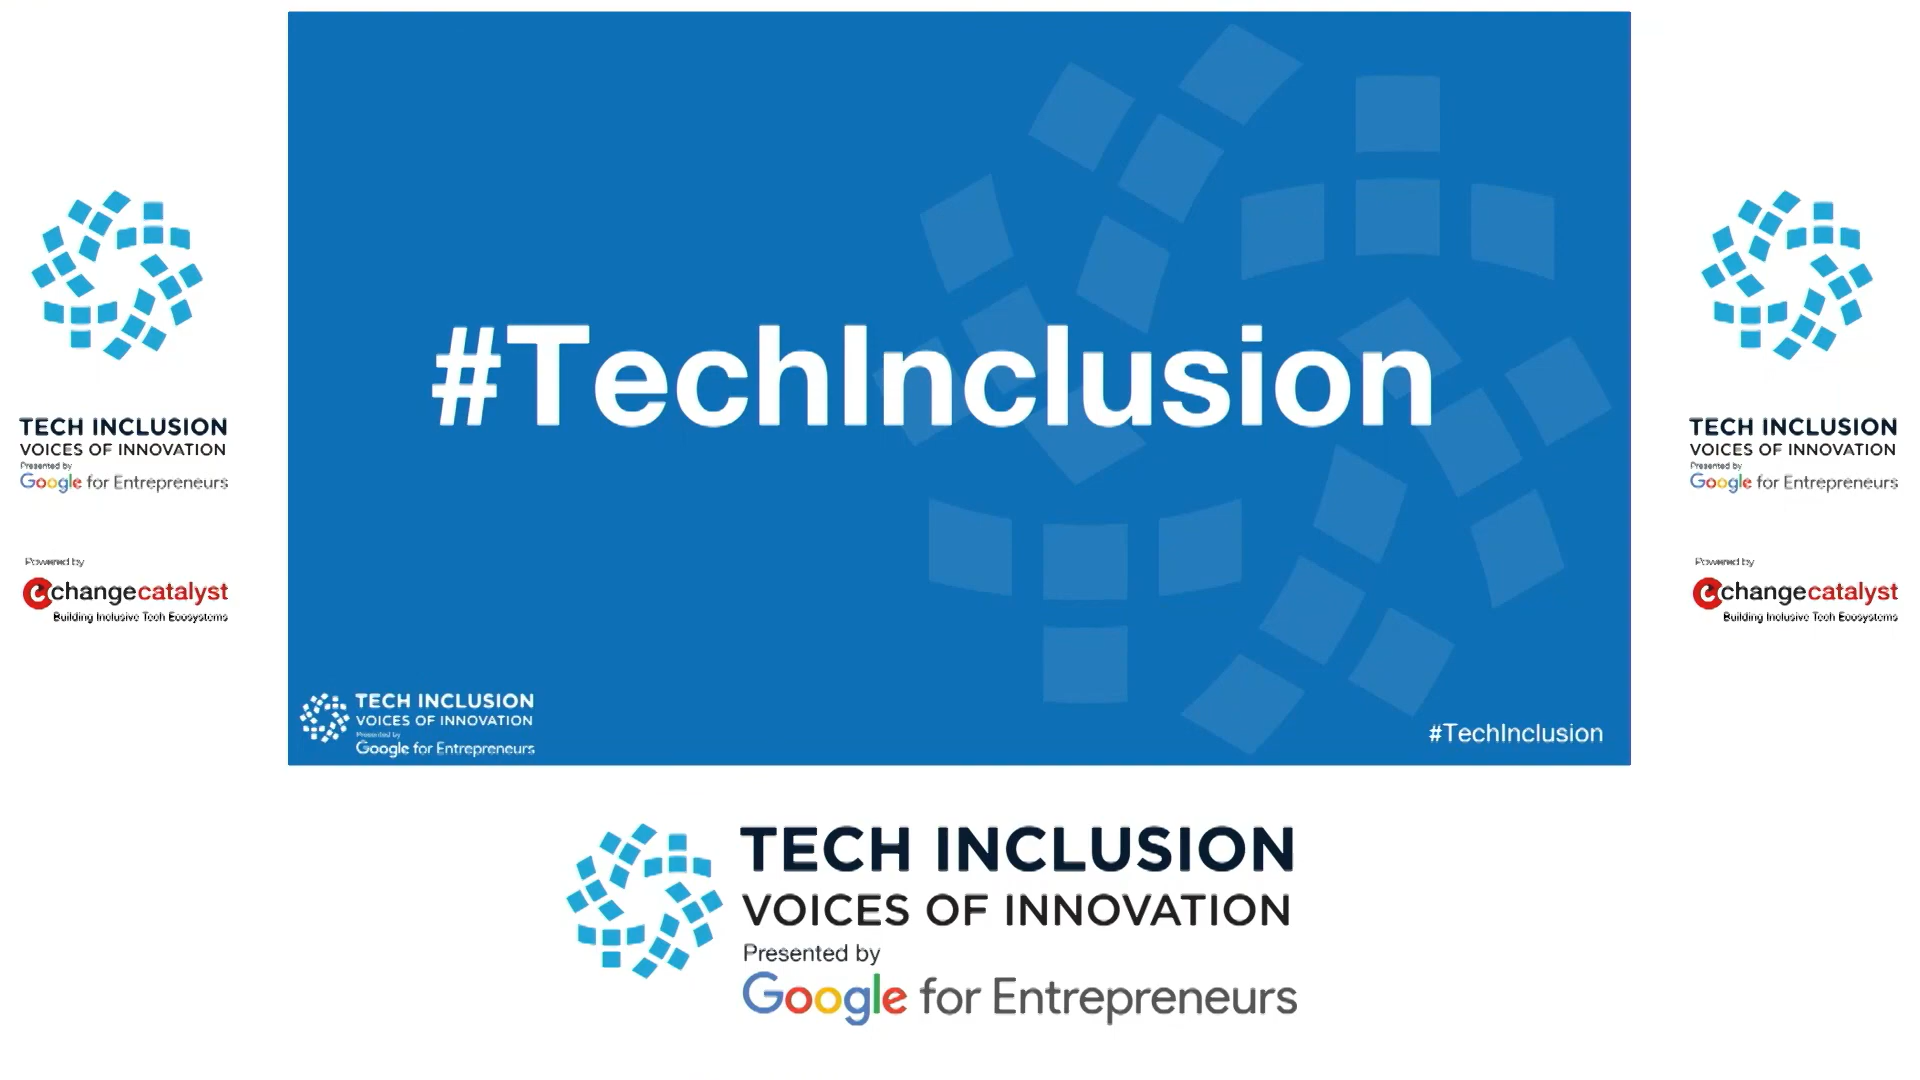 #TechInclusion
TECH INCLUSION
VOICES OF INNOVATION
Presented by
Google for Entrepreneurs
#TechInclusion
TECH INCLUSION
VOICES OF INNOVATION
Presented by
Google for Entrepreneurs
Powered by
changecatalyst
Building Inclusive Tech Ecosystems
TECH INCLUSION
VOICES OF INNOVATION
Presented by
Google for Entrepreneurs
Powered by
changecatalyst
Building Inclusive Tech Ecosystems
TECH INCLUSION
VOICES OF INNOVATION
Presented by
Google for Entrepreneurs